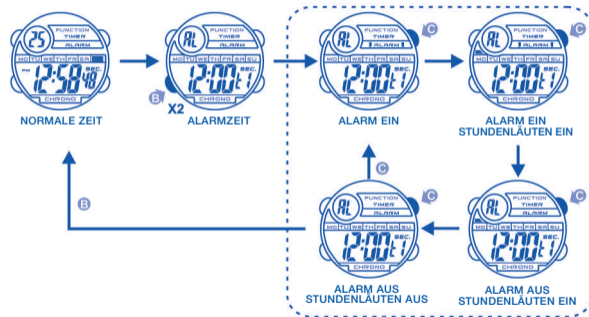 25
FUNCTION
TIMER
ALARM
MO TU WE TH FR SA SU
PM 12:58 48 SEC.
CHRONO
NORMALE ZEIT
AL
FUNCTION
TIMER
ALARM
MO TU WE TH FR SA SU
12:00 t1 SEC.
CHRONO
B
X2
ALARMZEIT
AL
FUNCTION
TIMER
ALARM
C
MO TU WE TH FR SA SU
12:00 t1 SEC.
CHRONO
ALARM EIN
AL
FUNCTION
TIMER
ALARM
C
MO TU WE TH FR SA SU
12:00 t1 SEC.
CHRONO
ALARM EIN
STUNDENLÄUTEN EIN
B
C
AL
FUNCTION
TIMER
ALARM
C
MO TU WE TH FR SA SU
12:00 t1 SEC.
CHRONO
ALARM AUS
STUNDENLÄUTEN AUS
AL
FUNCTION
TIMER
ALARM
C
MO TU WE TH FR SA SU
12:00 t1 SEC.
CHRONO
ALARM AUS
STUNDENLÄUTEN EIN